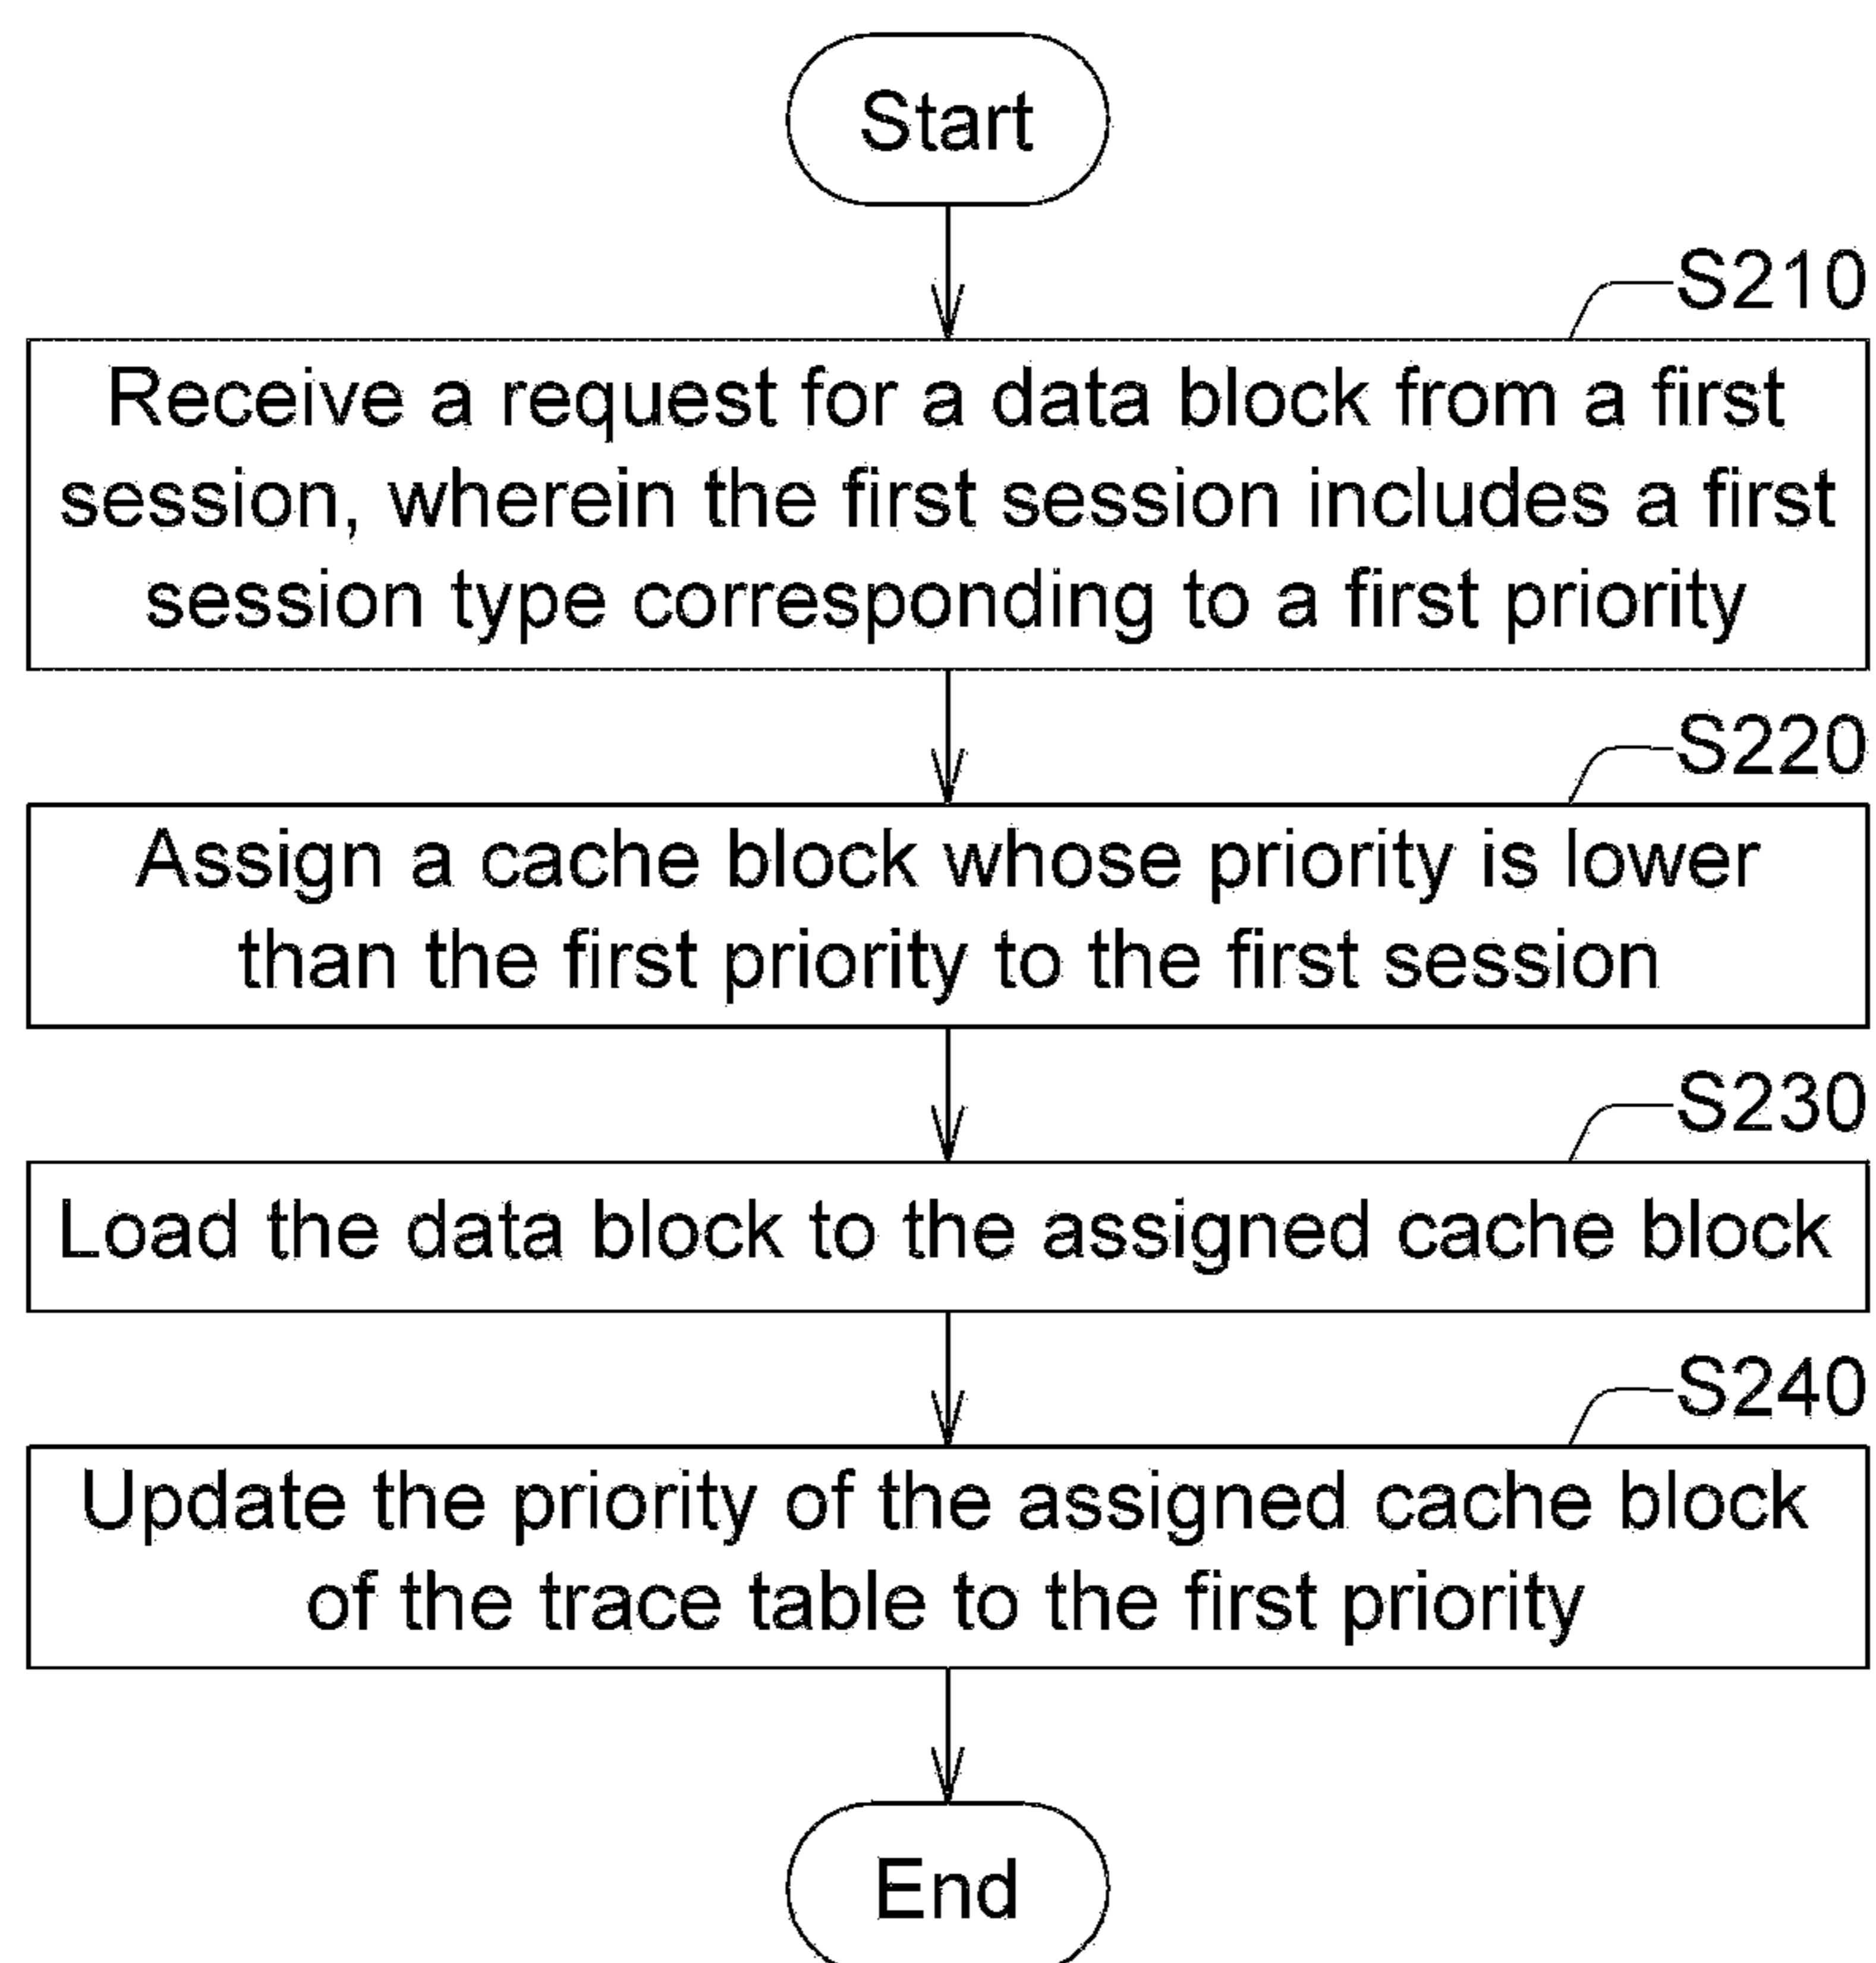 Start
S210
Receive a request for a data block from a first
session, wherein the first session includes a first
session type corresponding to a first priority
S220
Assign a cache block whose priority is lower
than the first priority to the first session
S230
Load the data block to the assigned cache block
S240
Update the priority of the assigned cache block
of the trace table to the first priority
End